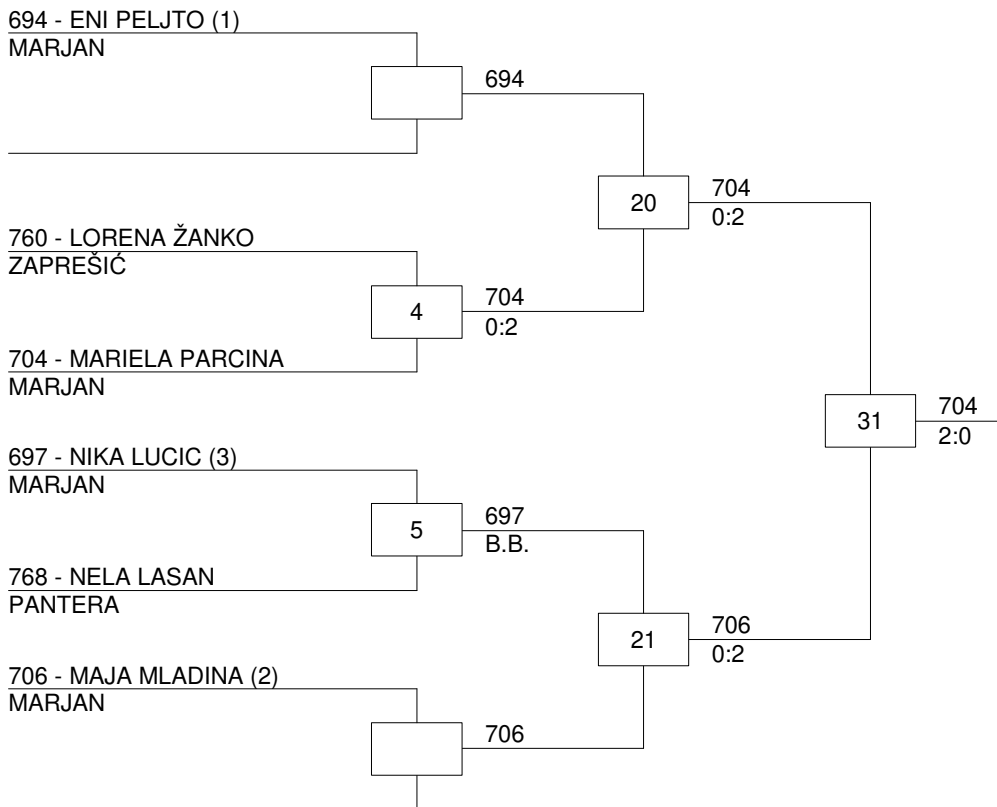 694 - ENI PELJTO (1)
MARJAN
694
20
704
0:2
760 - LORENA ŽANKO
ZAPREŠIĆ
4
704
0:2
704 - MARIELA PARCINA
MARJAN
31
704
2:0
697 - NIKA LUCIC (3)
MARJAN
5
697
B.B.
768 - NELA LASAN
PANTERA
21
706
0:2
706 - MAJA MLADINA (2)
MARJAN
706